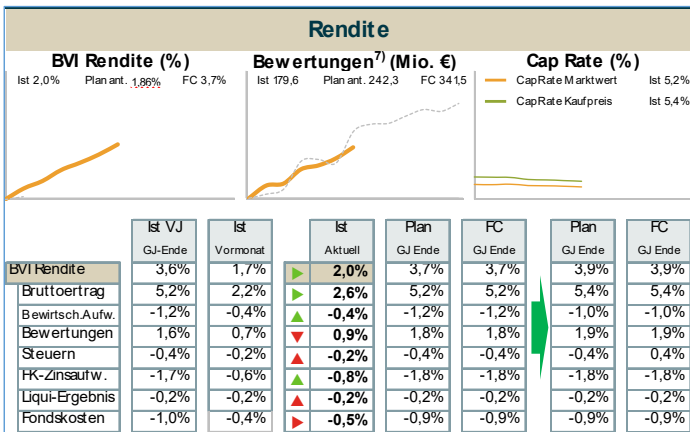 Rendite
BVI Rendite (%) Bewertungen7) (Mio. €) Cap Rate (%)
Ist 2,0% Plan ant. 1,86% FC 3,7% Ist 179,6 Plan ant. 242,3 FC 341,5 CapRate Marktwert Ist 5,2%
CapRate Kaufpreis Ist 5,4%
Ist VJ Ist Ist Plan FC Plan FC
GJ-Ende Vormonat Aktuell GJ Ende GJ Ende GJ Ende GJ Ende
BVI Rendite 3,6% 1,7% 2,0% 3,7% 3,7% 3,9% 3,9%
Bruttoertrag 5,2% 2,2% 2,6% 5,2% 5,2% 5,4% 5,4%
Bewirtsch.Aufw. -1,2% -0,4% -0,4% -1,2% -1,2% -1,0% -1,0%
Bewertungen 1,6% 0,7% 0,9% 1,8% 1,8% 1,9% 1,9%
Steuern -0,4% -0,2% -0,2% -0,4% -0,4% -0,4% 0,4%
FK-Zinsaufw. -1,7% -0,6% -0,8% -1,8% -1,8% -1,8% -1,8%
Liqui-Ergebnis -0,2% -0,2% -0,2% -0,2% -0,2% -0,2% -0,2%
Fondskosten -1,0% -0,4% -0,5% -0,9% -0,9% -0,9% -0,9%